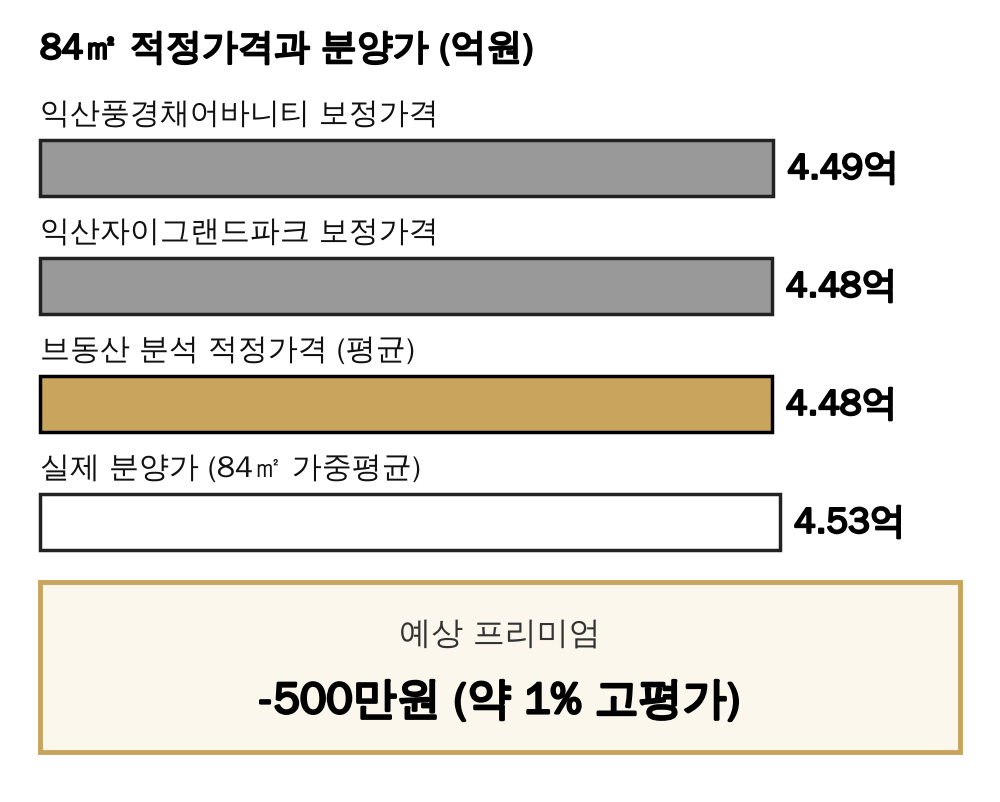 84㎡ 적정가격과 분양가 (억원)
익산풍경채어바니티 보정가격
4.49억
익산자이그랜드파크 보정가격
4.48억
브동산 분석 적정가격 (평균)
4.48억
실제 분양가 (84㎡ 가중평균)
4.53억
예상 프리미엄
-500만원 (약 1% 고평가)